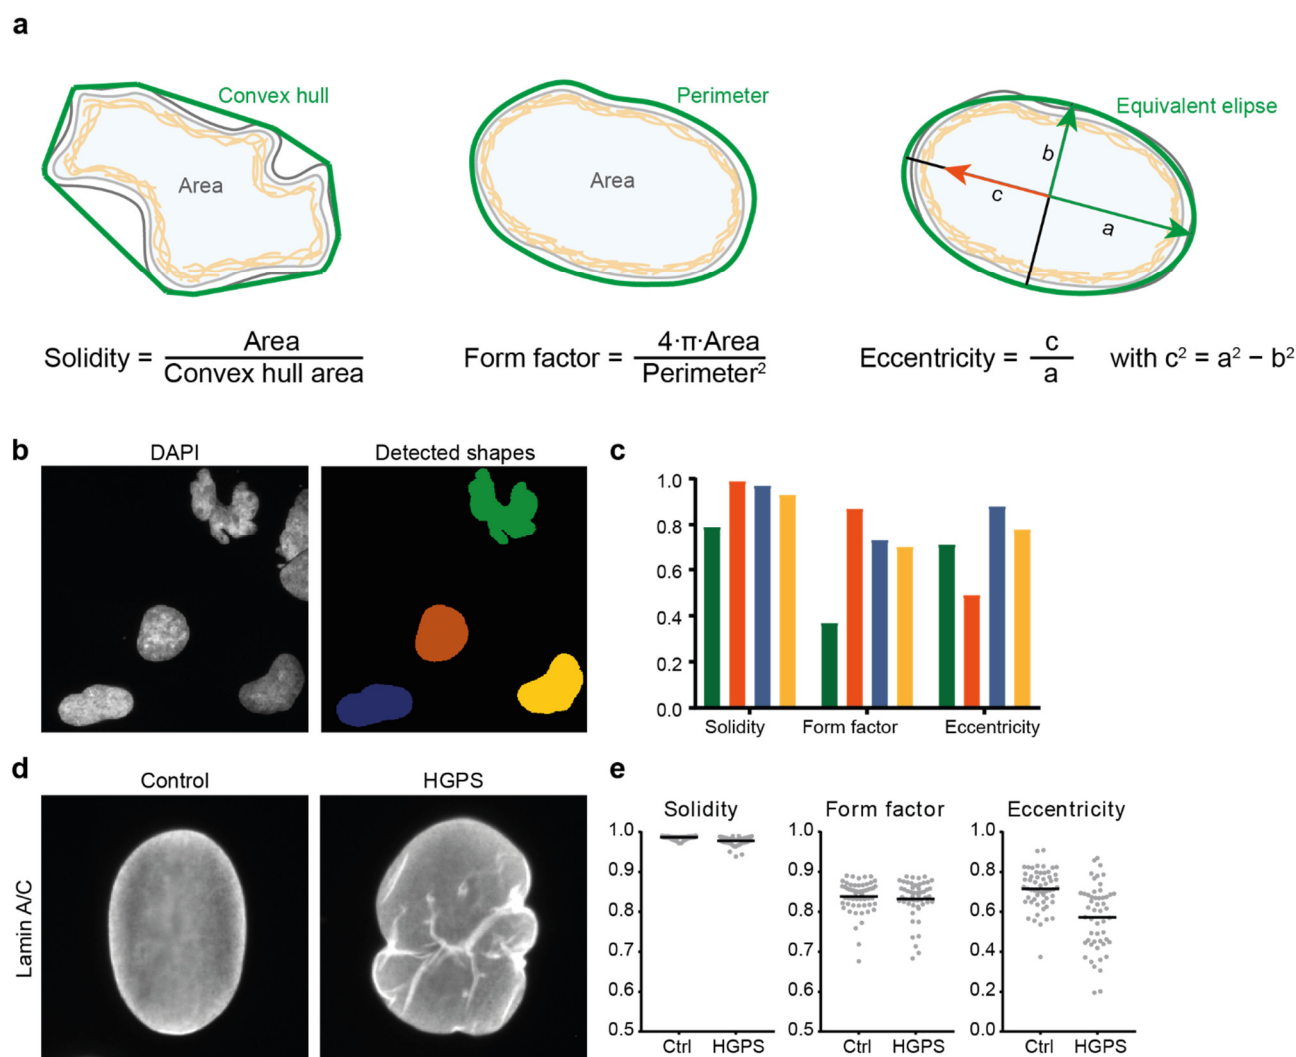 a
Convex hull
Area
Perimeter
Area
Equivalent elipse
b
c
a
Solidity = Area / Convex hull area
Form factor = 4·π·Area / Perimeter²
Eccentricity = c / a with c² = a² − b²
b
DAPI
Detected shapes
c
1.0
0.8
0.6
0.4
0.2
0.0
Solidity
Form factor
Eccentricity
d
Control
HGPS
Lamin A/C
e
Solidity
1.0
0.9
0.8
0.7
0.6
0.5
Ctrl
HGPS
Form factor
1.0
0.9
0.8
0.7
0.6
0.5
Ctrl
HGPS
Eccentricity
1.0
0.8
0.6
0.4
0.2
0.0
Ctrl
HGPS